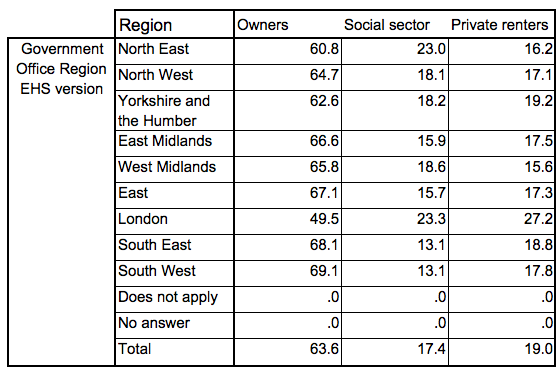 Region Owners Social sector Private renters
Government Office Region EHS version
North East 60.8 23.0 16.2
North West 64.7 18.1 17.1
Yorkshire and the Humber 62.6 18.2 19.2
East Midlands 66.6 15.9 17.5
West Midlands 65.8 18.6 15.6
East 67.1 15.7 17.3
London 49.5 23.3 27.2
South East 68.1 13.1 18.8
South West 69.1 13.1 17.8
Does not apply .0 .0 .0
No answer .0 .0 .0
Total 63.6 17.4 19.0